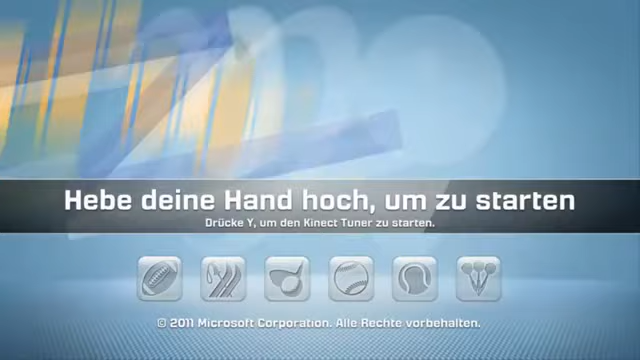 Hebe deine Hand hoch, um zu starten
Drücke Y, um den Kinect Tuner zu starten.
© 2011 Microsoft Corporation. Alle Rechte vorbehalten.